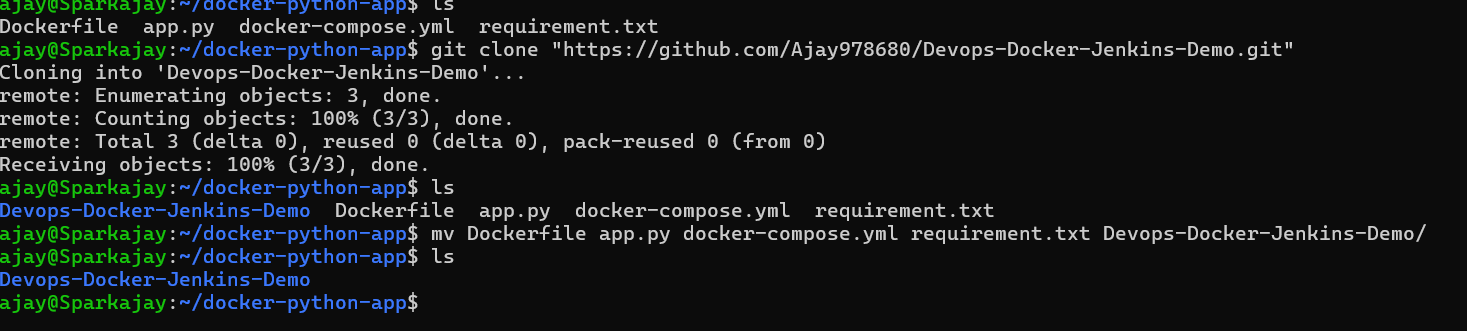 ajay@Sparkajay:~/docker-python-app$ ls
Dockerfile  app.py  docker-compose.yml  requirement.txt
ajay@Sparkajay:~/docker-python-app$ git clone "https://github.com/Ajay978680/Devops-Docker-Jenkins-Demo.git"
Cloning into 'Devops-Docker-Jenkins-Demo'...
remote: Enumerating objects: 3, done.
remote: Counting objects: 100% (3/3), done.
remote: Total 3 (delta 0), reused 0 (delta 0), pack-reused 0 (from 0)
Receiving objects: 100% (3/3), done.
ajay@Sparkajay:~/docker-python-app$ ls
Devops-Docker-Jenkins-Demo  Dockerfile  app.py  docker-compose.yml  requirement.txt
ajay@Sparkajay:~/docker-python-app$ mv Dockerfile app.py docker-compose.yml requirement.txt Devops-Docker-Jenkins-Demo/
ajay@Sparkajay:~/docker-python-app$ ls
Devops-Docker-Jenkins-Demo
ajay@Sparkajay:~/docker-python-app$